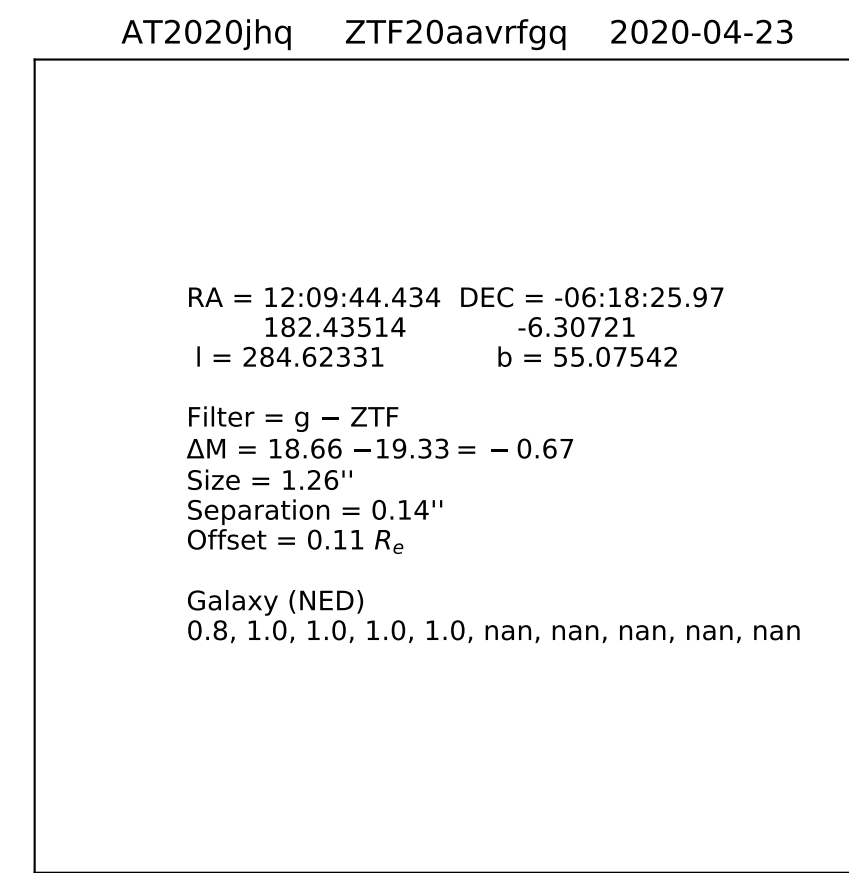 AT2020jhq ZTF20aavrfgq 2020-04-23
RA = 12:09:44.434 DEC = -06:18:25.97
182.43514 -6.30721
l = 284.62331 b = 55.07542
Filter = g − ZTF
ΔM = 18.66 −19.33 = − 0.67
Size = 1.26''
Separation = 0.14''
Offset = 0.11 Rₑ
Galaxy (NED)
0.8, 1.0, 1.0, 1.0, 1.0, nan, nan, nan, nan, nan